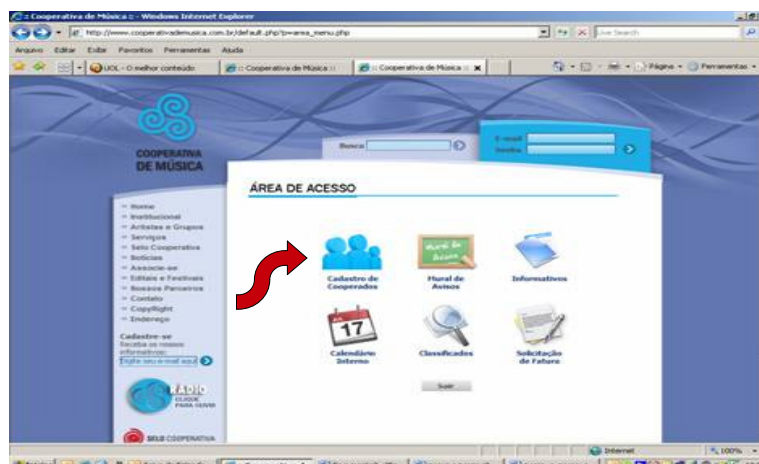 :: Cooperativa de Música :: - Windows Internet Explorer
http://www.cooperativademusica.com.br/default.php?p=area_menu.php
Live Search
Arquivo Editar Exibir Favoritos Ferramentas Ajuda
UOL - O melhor conteúdo
:: Cooperativa de Música ::
:: Cooperativa de Música ::
Página
Ferramentas
COOPERATIVA
DE MÚSICA
Busca
E-mail
Senha
ÁREA DE ACESSO
Home
Institucional
Artistas e Grupos
Serviços
Selo Cooperativa
Notícias
Associe-se
Editais e Festivais
Nossos Parceiros
Contato
CopyRight
Endereço
Cadastre-se
Receba os nossos
informativos:
Digite seu e-mail aqui
RÁDIO
CLIQUE
PARA OUVIR
SELO COOPERATIVA
Cadastro de
Cooperados
Mural de
Avisos
Mural de
Avisos
Informativos
17
Calendário
Interno
Classificados
Solicitação
de Fatura
Sair
Internet
100%